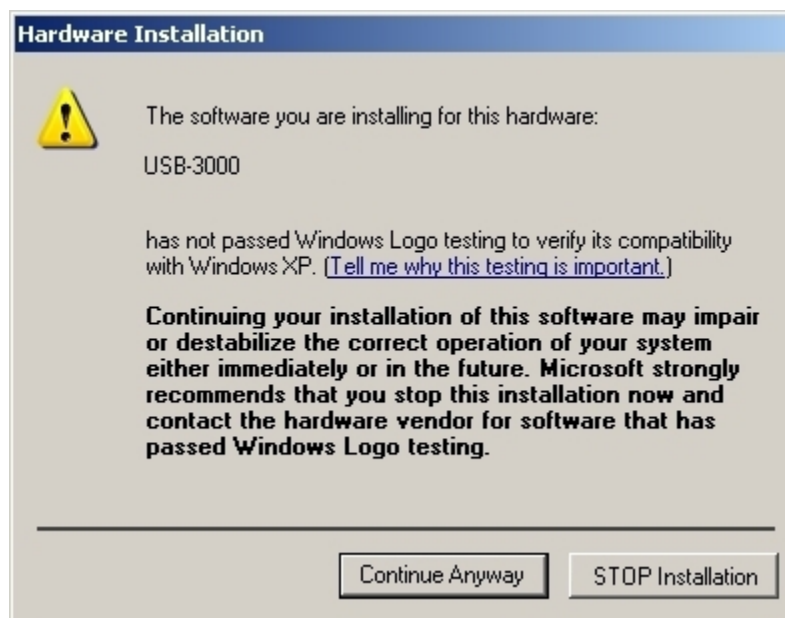 Hardware Installation
The software you are installing for this hardware:
USB-3000
has not passed Windows Logo testing to verify its compatibility
with Windows XP. (Tell me why this testing is important.)
Continuing your installation of this software may impair
or destabilize the correct operation of your system
either immediately or in the future. Microsoft strongly
recommends that you stop this installation now and
contact the hardware vendor for software that has
passed Windows Logo testing.
Continue Anyway
STOP Installation